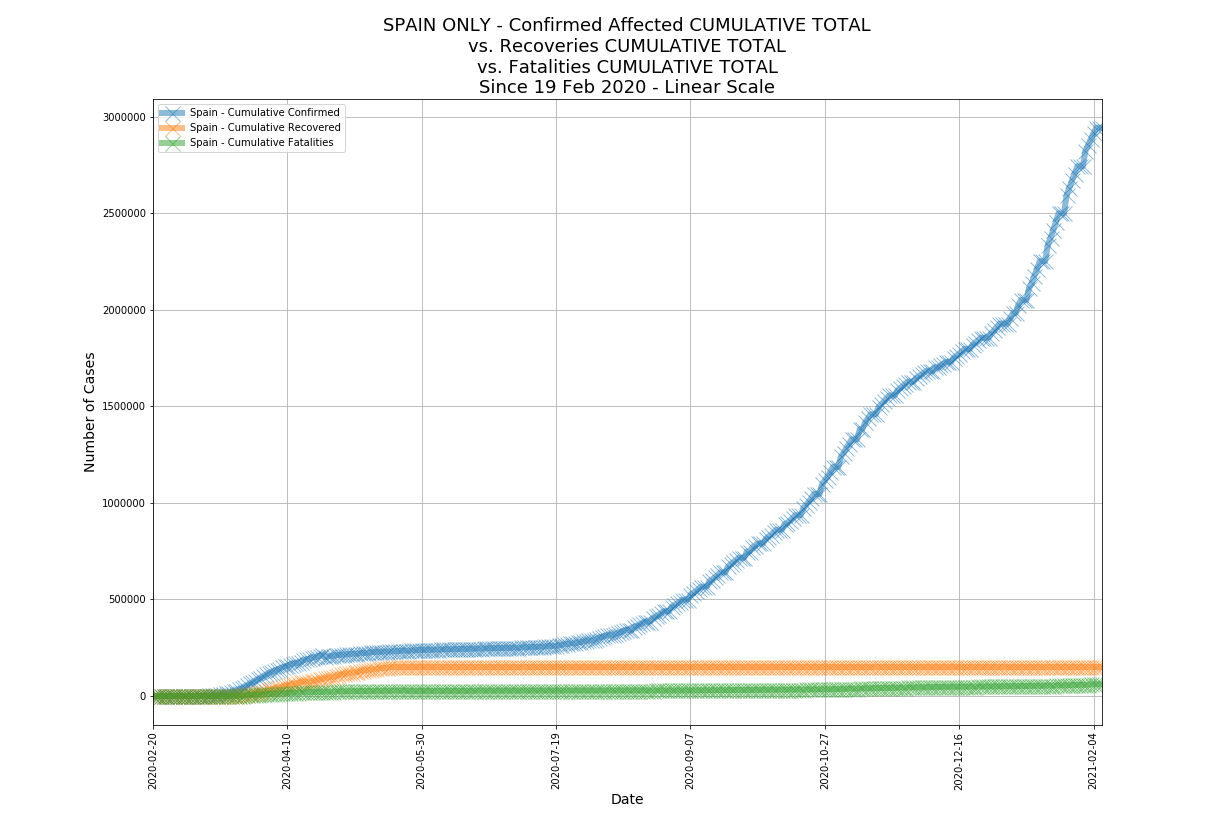 SPAIN ONLY - Confirmed Affected CUMULATIVE TOTAL
vs. Recoveries CUMULATIVE TOTAL
vs. Fatalities CUMULATIVE TOTAL
Since 19 Feb 2020 - Linear Scale
Spain - Cumulative Confirmed
Spain - Cumulative Recovered
Spain - Cumulative Fatalities
3000000
2500000
2000000
1500000
1000000
500000
0
Number of Cases
2020-02-20
2020-04-10
2020-05-30
2020-07-19
2020-09-07
2020-10-27
2020-12-16
2021-02-04
Date